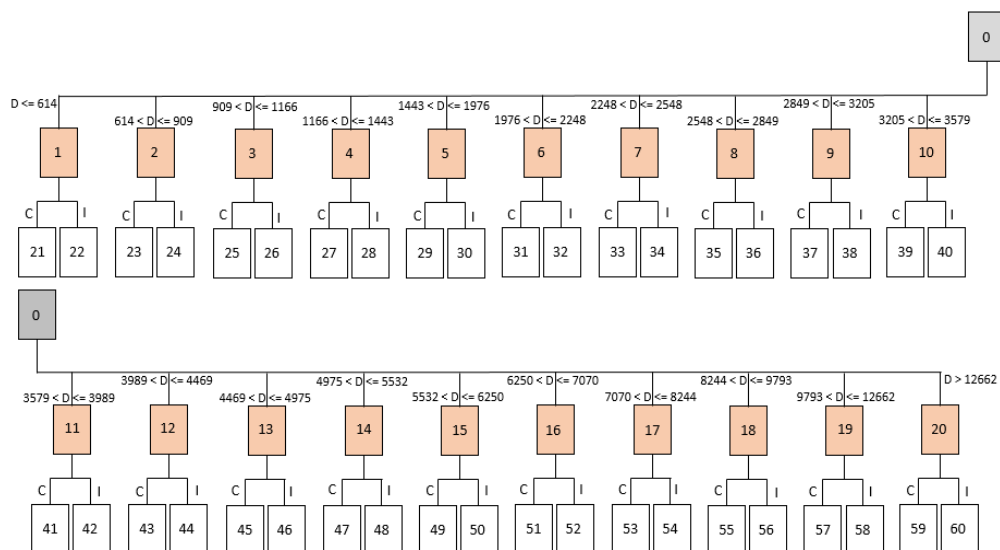 0
D <= 614 909 < D <= 1166 1443 < D <= 1976 2248 < D <= 2548 2849 < D <= 3205
614 < D <= 909 1166 < D <= 1443 1976 < D <= 2248 2548 < D <= 2849 3205 < D <= 3579
1 2 3 4 5 6 7 8 9 10
C I C I C I C I C I C I C I C I C I C I
21 22 23 24 25 26 27 28 29 30 31 32 33 34 35 36 37 38 39 40
0
3989 < D <= 4469 4975 < D <= 5532 6250 < D <= 7070 8244 < D <= 9793 D > 12662
3579 < D <= 3989 4469 < D <= 4975 5532 < D <= 6250 7070 < D <= 8244 9793 < D <= 12662
11 12 13 14 15 16 17 18 19 20
C I C I C I C I C I C I C I C I C I C I
41 42 43 44 45 46 47 48 49 50 51 52 53 54 55 56 57 58 59 60